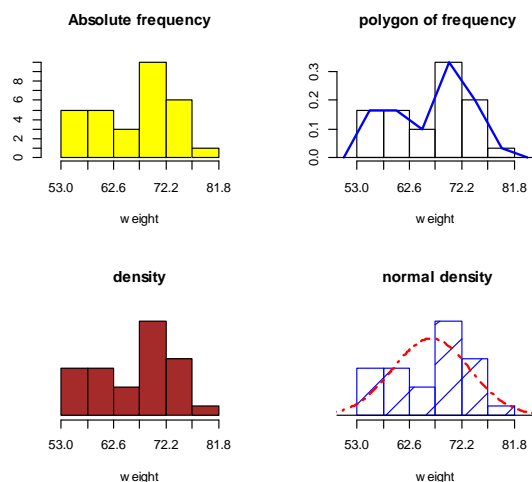 Absolute frequency
0 2 4 6 8
53.0 62.6 72.2 81.8
weight
polygon of frequency
0.0 0.1 0.2 0.3
53.0 62.6 72.2 81.8
weight
density
53.0 62.6 72.2 81.8
weight
normal density
53.0 62.6 72.2 81.8
weight